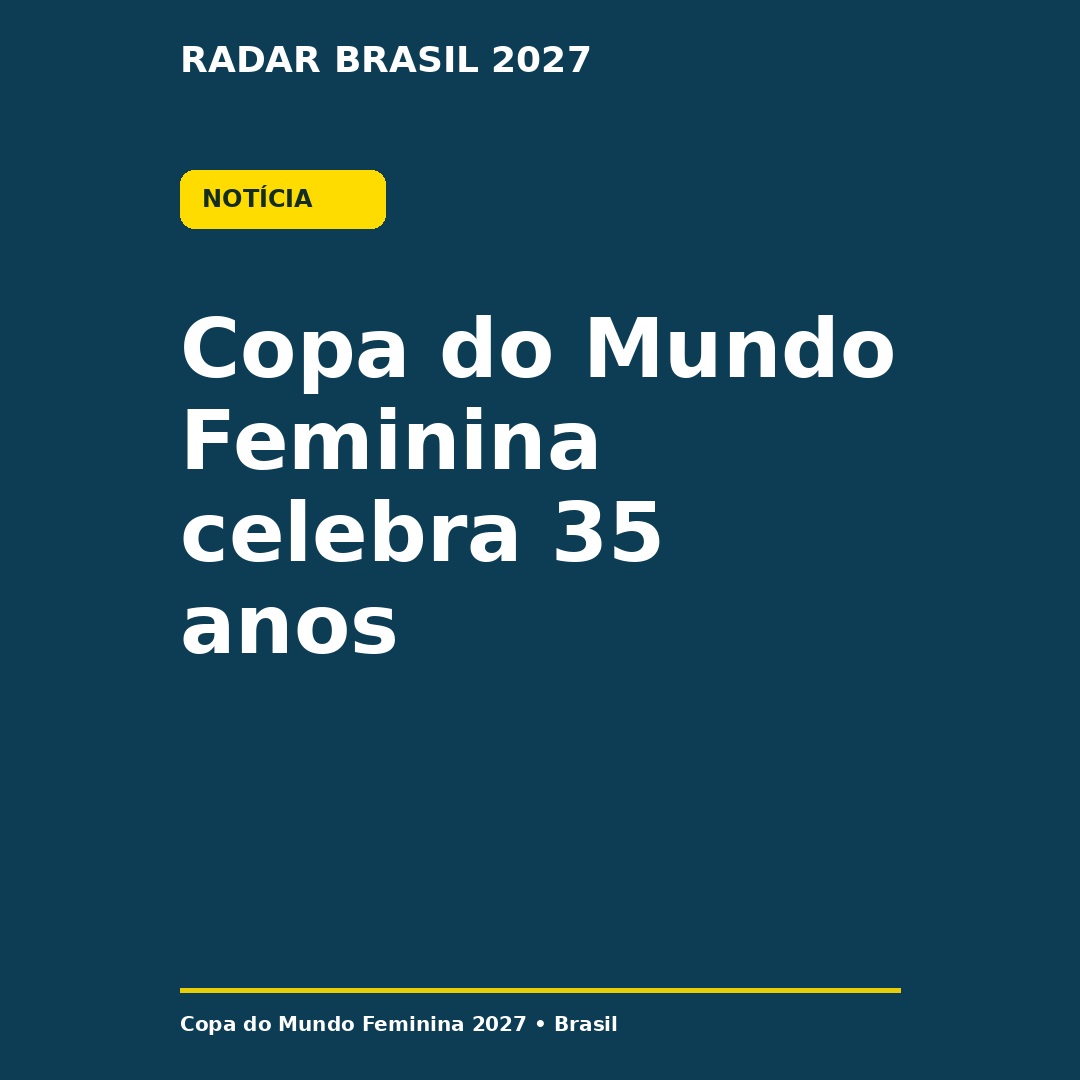 RADAR BRASIL 2027
NOTÍCIA
Copa do Mundo
Feminina
celebra 35
anos
Copa do Mundo Feminina 2027 • Brasil